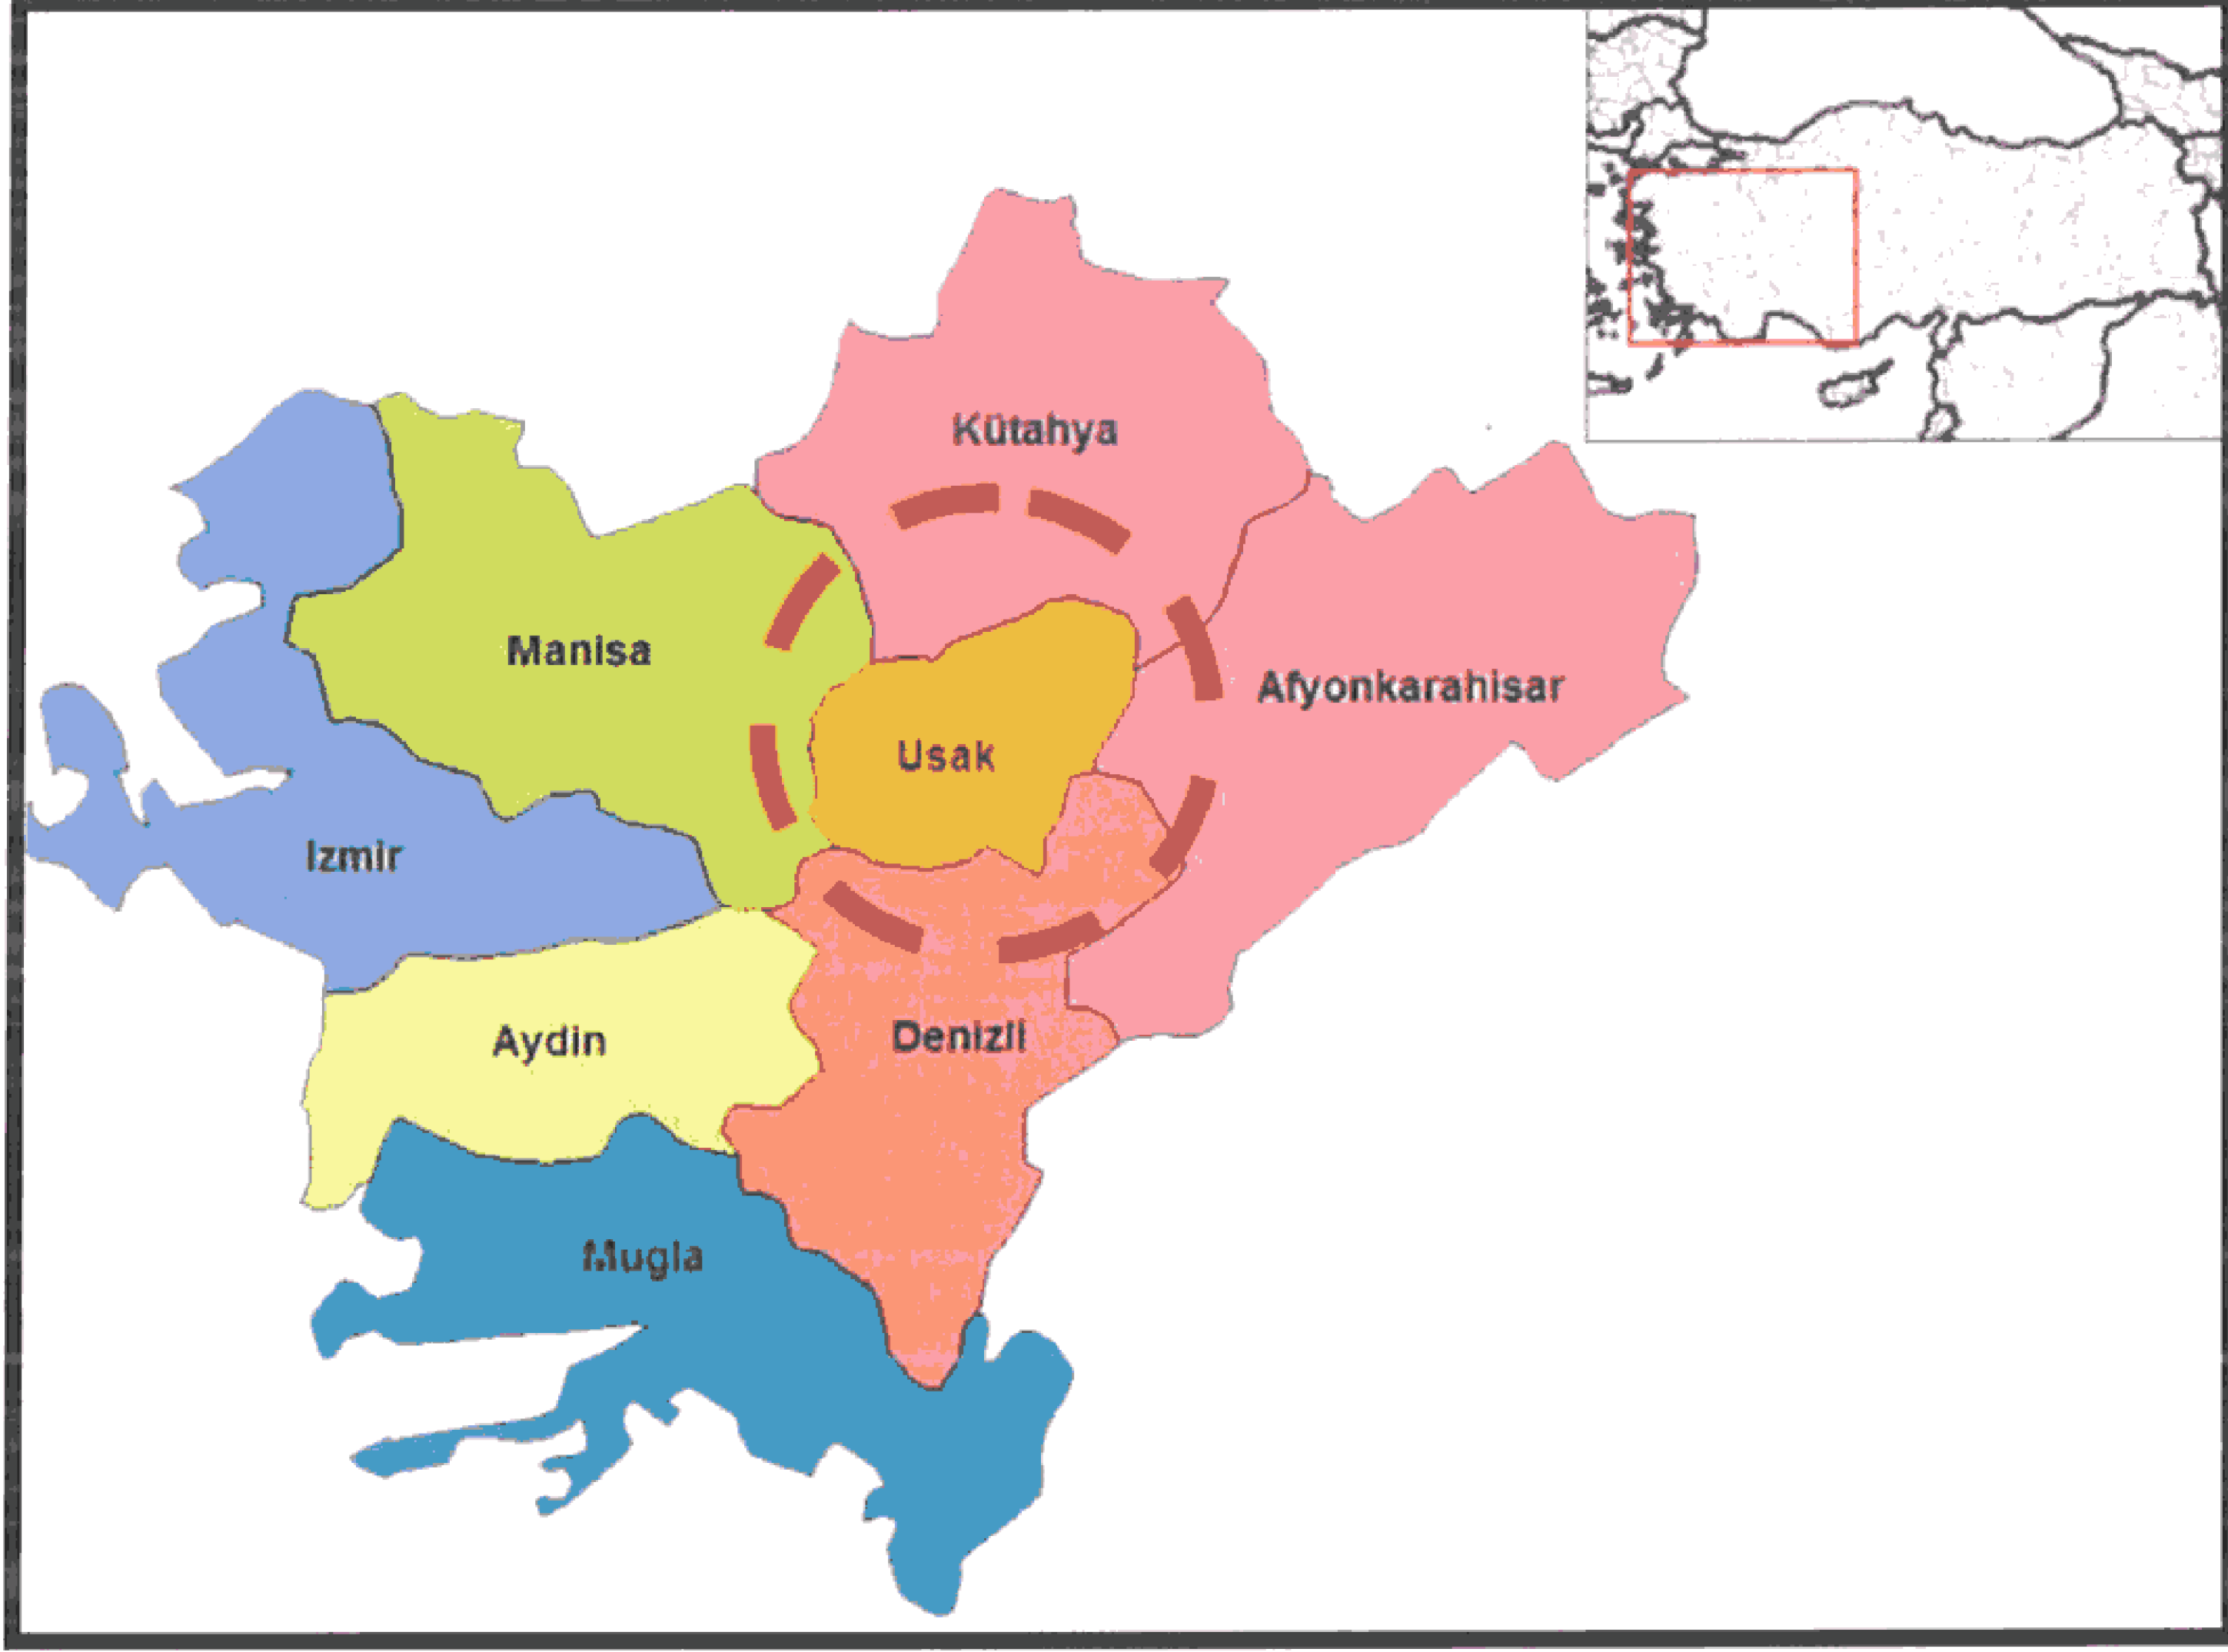 Kütahya
Manisa
Afyonkarahisar
Usak
Izmir
Denizli
Aydin
Mugla